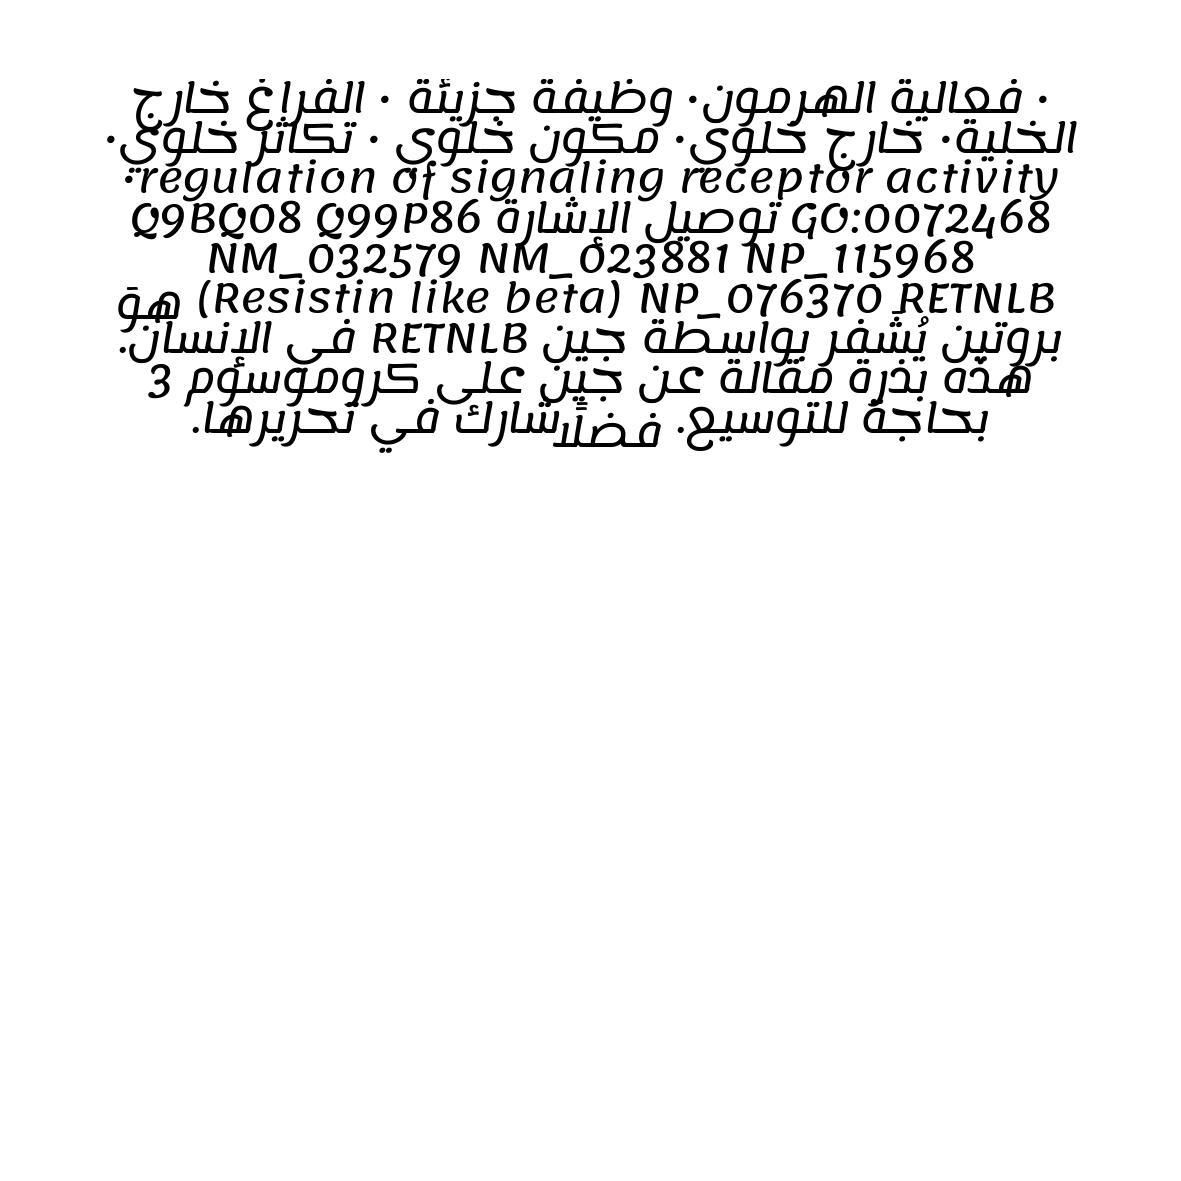 • فعالية الهرمون• وظيفة جزيئة • الفراغ خارج
الخلية• خارج خلوي• مكون خلوي • تكاثر خلوي•
regulation of signaling receptor activity•
Q9BQ08 Q99P86 توصيل الإشارة GO:0072468
NM_032579 NM_023881 NP_115968
NP_076370 RETNLB (Resistin like beta) هوَ
بروتين يُشَفر بواسطة جين RETNLB في الإنسان.
هذه بذرة مقالة عن جين على كروموسوم 3
بحاجة للتوسيع. فضلًا شارك في تحريرها.